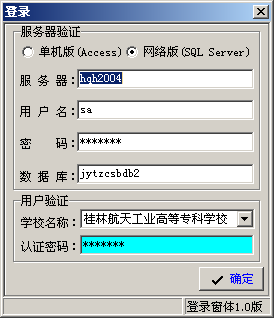 登录
服务器验证
单机版(Access) 网络版(SQL Server)
服 务 器: hgh2004
用 户 名: sa
密    码: *******
数 据 库: jytzcsbdb2
用户验证
学校名称: 桂林航天工业高等专科学校
认证密码: *******
确定
登录窗体1.0版